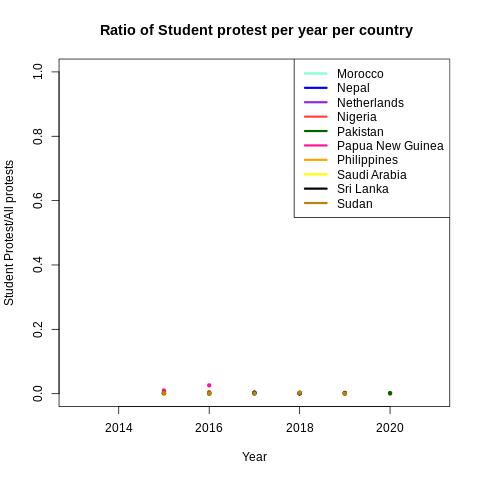 Ratio of Student protest per year per country
Student Protest/All protests
1.0
0.8
0.6
0.4
0.2
0.0
Morocco
Nepal
Netherlands
Nigeria
Pakistan
Papua New Guinea
Philippines
Saudi Arabia
Sri Lanka
Sudan
2014 2016 2018 2020
Year